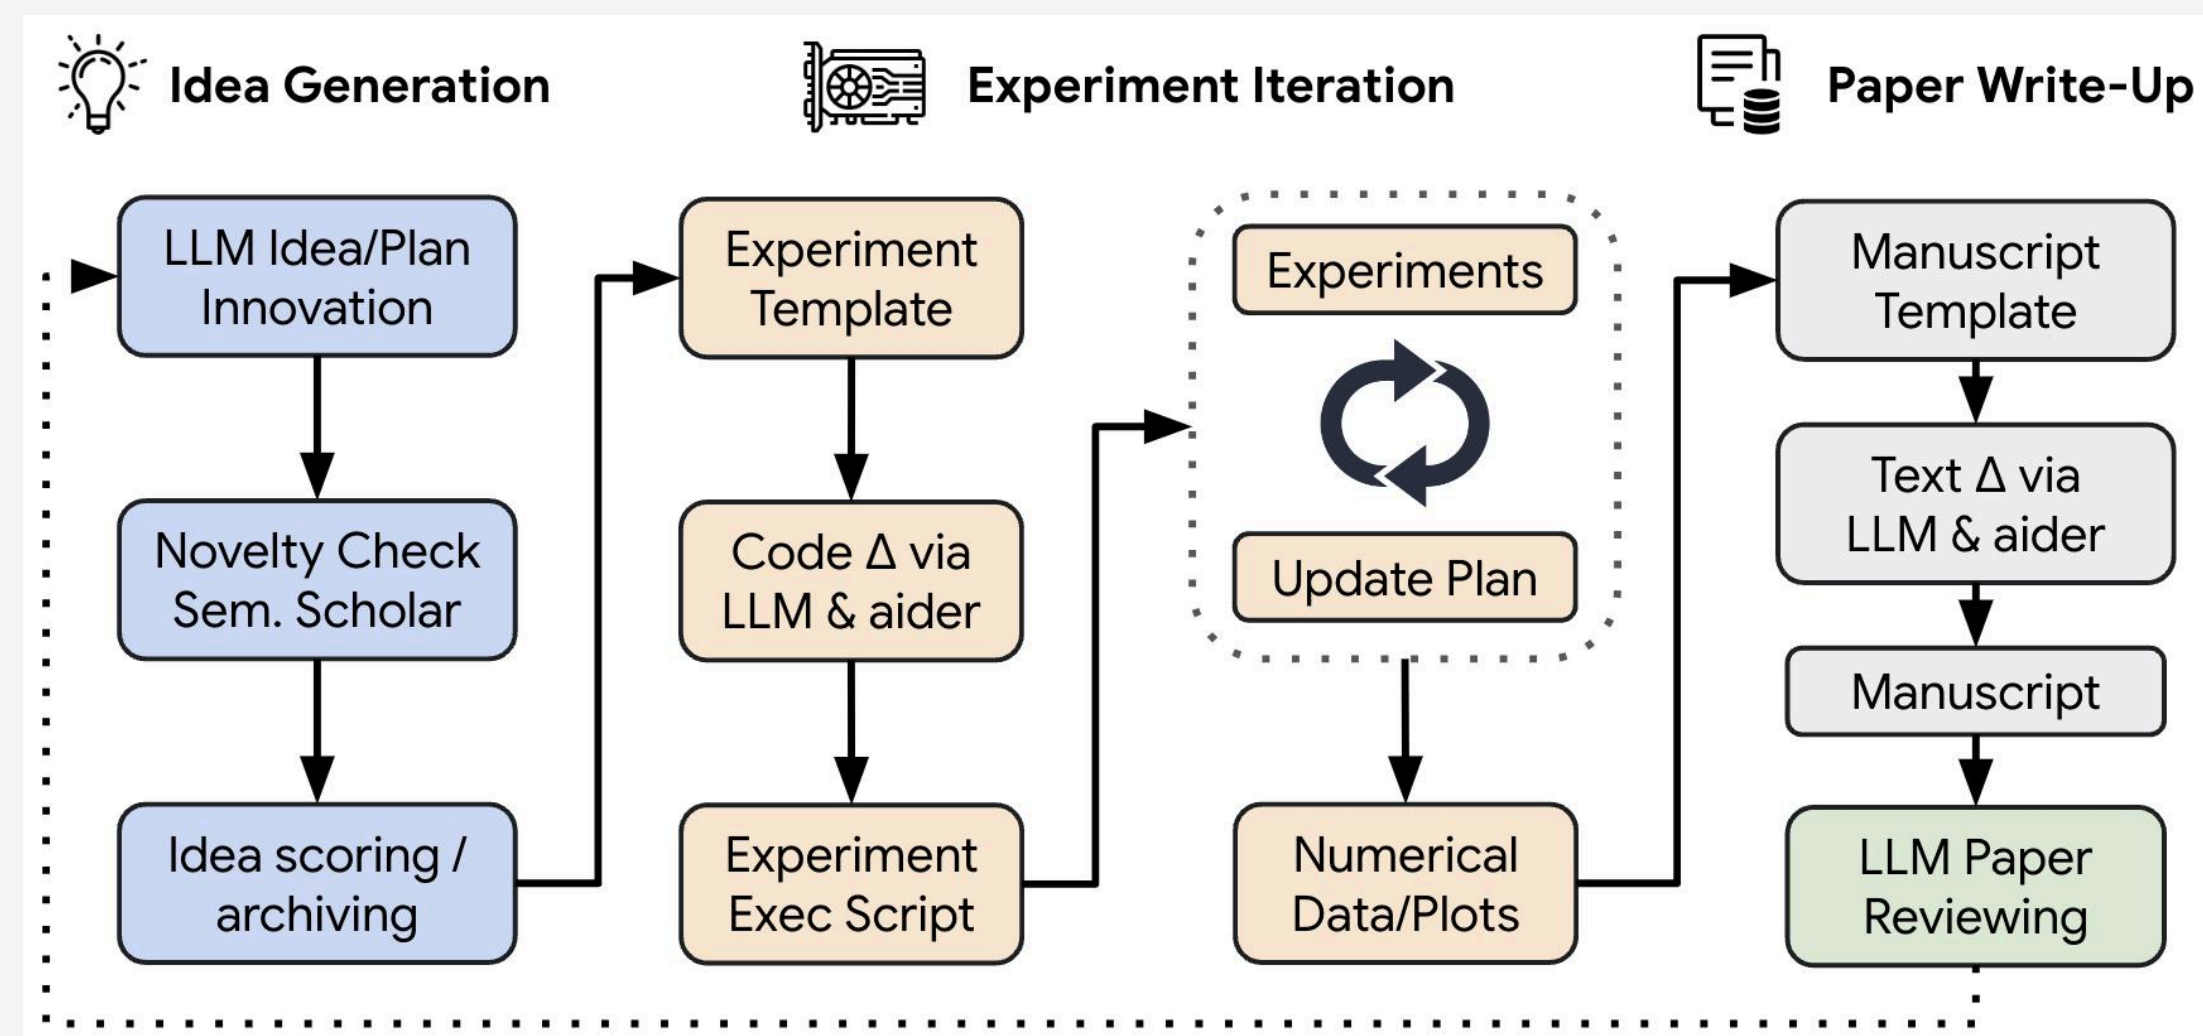 Idea Generation
Experiment Iteration
Paper Write-Up
LLM Idea/Plan
Innovation
Novelty Check
Sem. Scholar
Idea scoring /
archiving
Experiment
Template
Code Δ via
LLM & aider
Experiment
Exec Script
Experiments
Update Plan
Numerical
Data/Plots
Manuscript
Template
Text Δ via
LLM & aider
Manuscript
LLM Paper
Reviewing